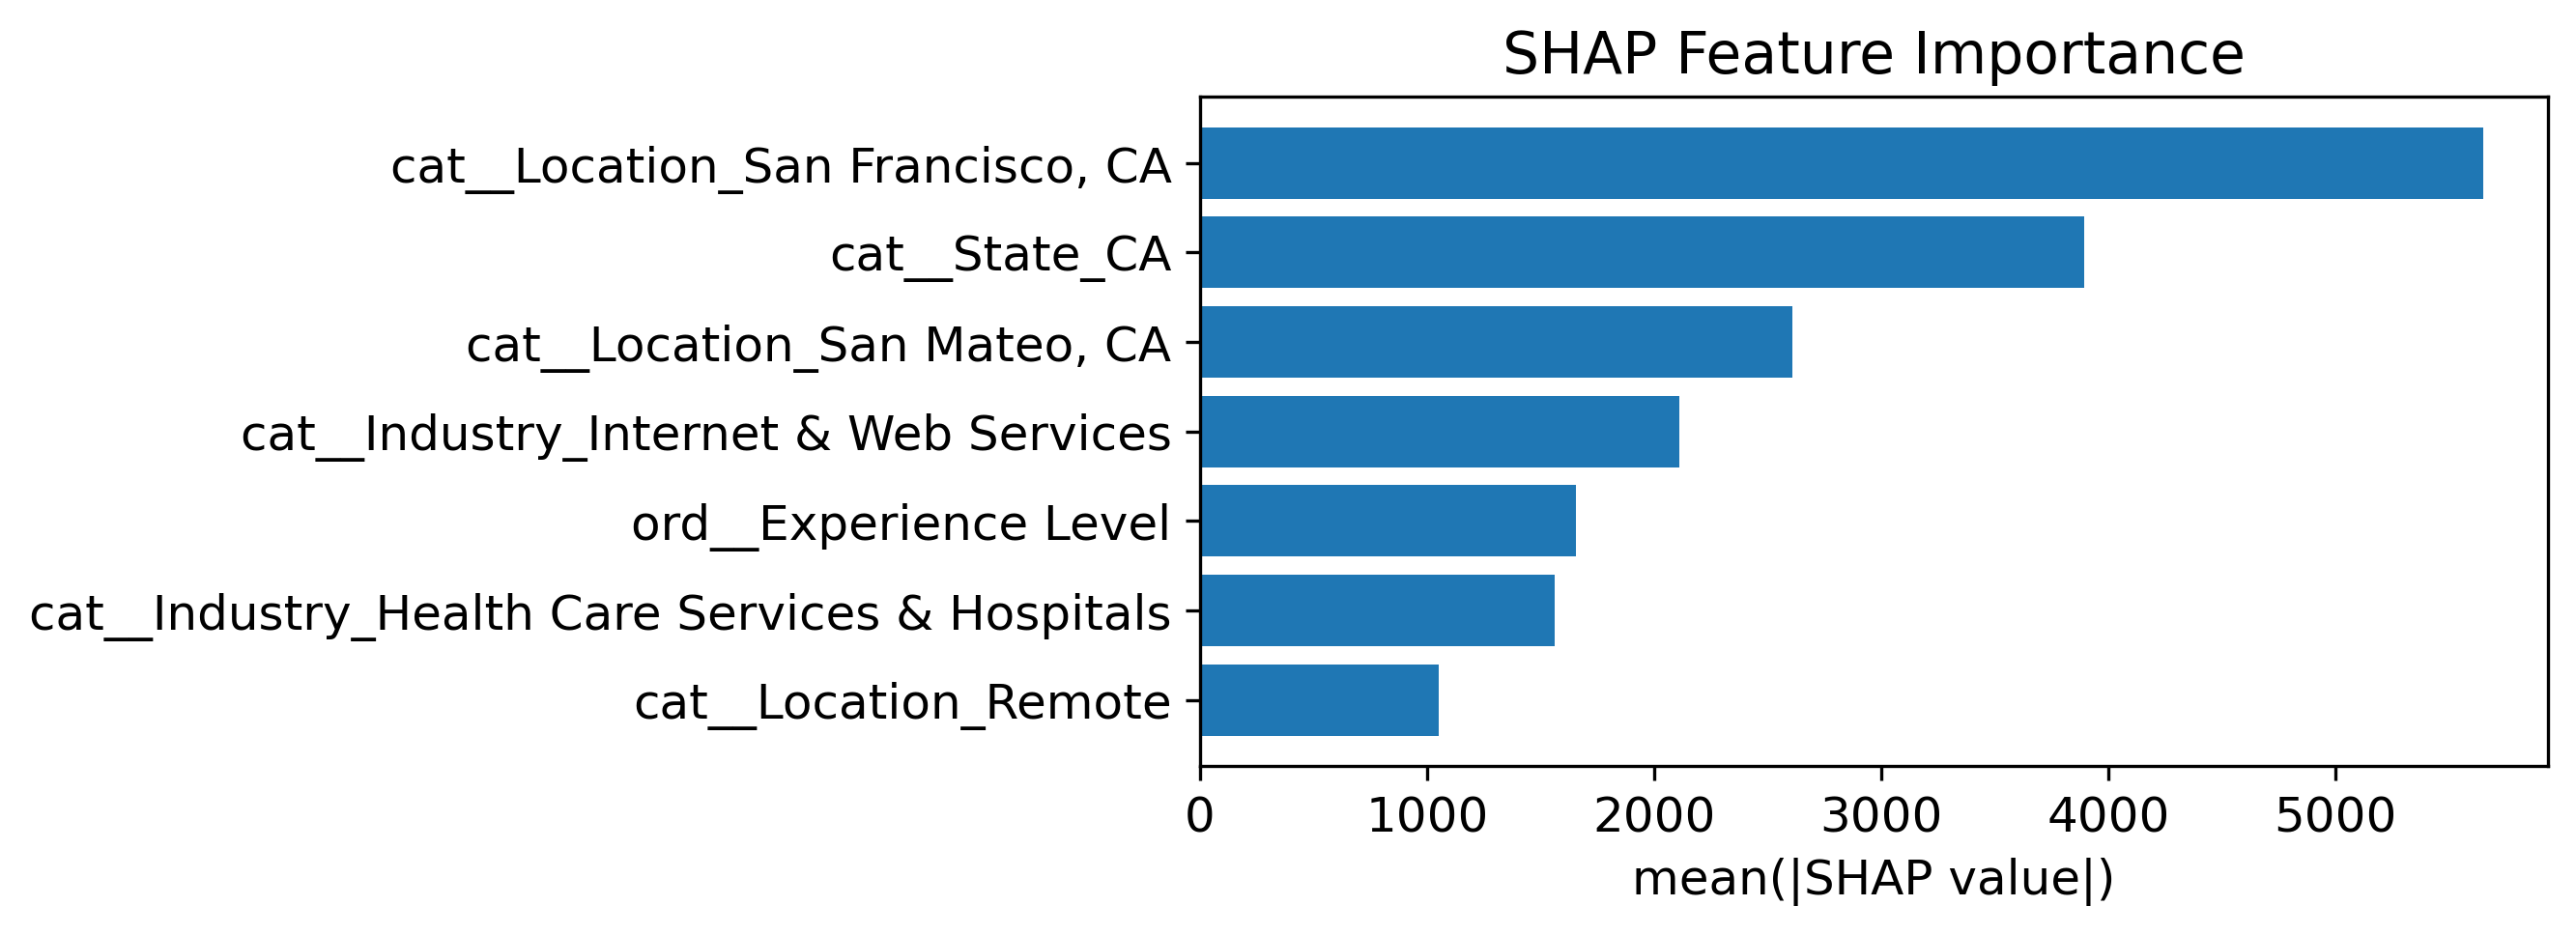 SHAP Feature Importance
cat__Location_San Francisco, CA
cat__State_CA
cat__Location_San Mateo, CA
cat__Industry_Internet & Web Services
ord__Experience Level
cat__Industry_Health Care Services & Hospitals
cat__Location_Remote
0 1000 2000 3000 4000 5000
mean(|SHAP value|)